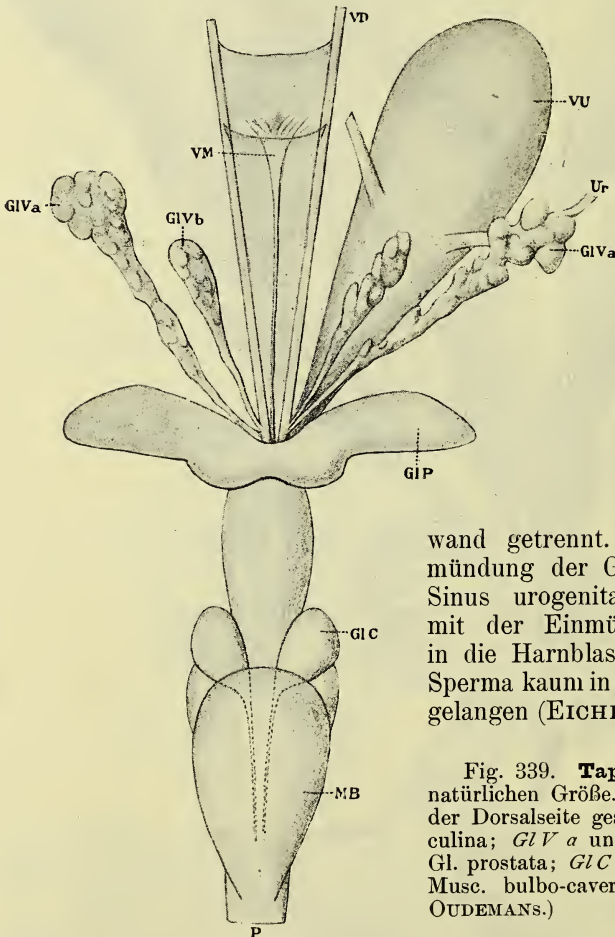 VD
VU
VM
Ur
GlVa
GlVb
GlVa
GlP
wand getrennt.
mündung der G
Sinus urogenita
mit der Einmü
in die Harnblas
Sperma kaum in
gelangen (EICHE
GlC
Fig. 339. Tap
natürlichen Größe.
der Dorsalseite ges
culina; Gl V a un
Gl. prostata; Gl C
Musc. bulbo-caver
OUDEMANS.)
MB
P